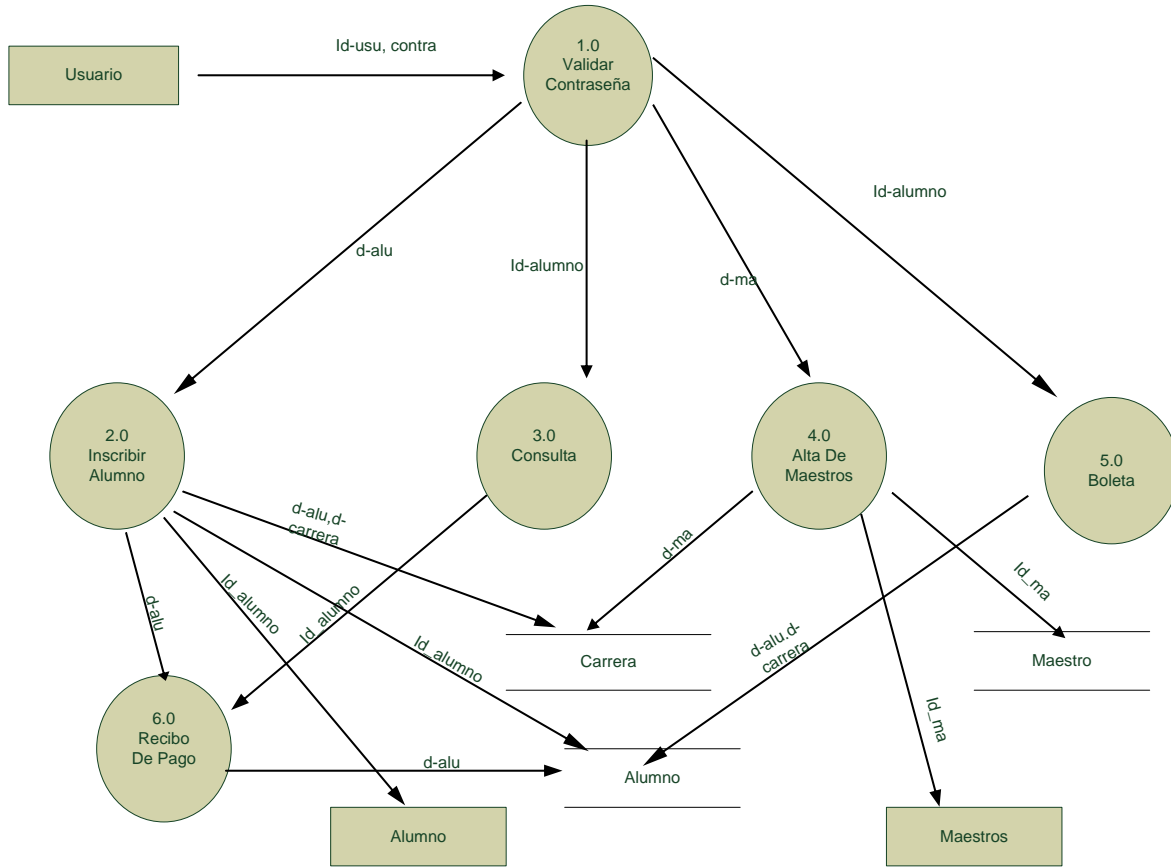 Id-usu, contra
Usuario
1.0
Validar
Contraseña
Id-alumno
d-alu
Id-alumno
d-ma
2.0
Inscribir
Alumno
3.0
Consulta
4.0
Alta De
Maestros
5.0
Boleta
d-alu,d-
carrera
d-ma
Id_ma
d-alu
Id_alumno
Id_alumno
Id_alumno
d-alu.d-
carrera
Carrera
Maestro
6.0
Recibo
De Pago
d-alu
Alumno
Id_ma
Alumno
Maestros